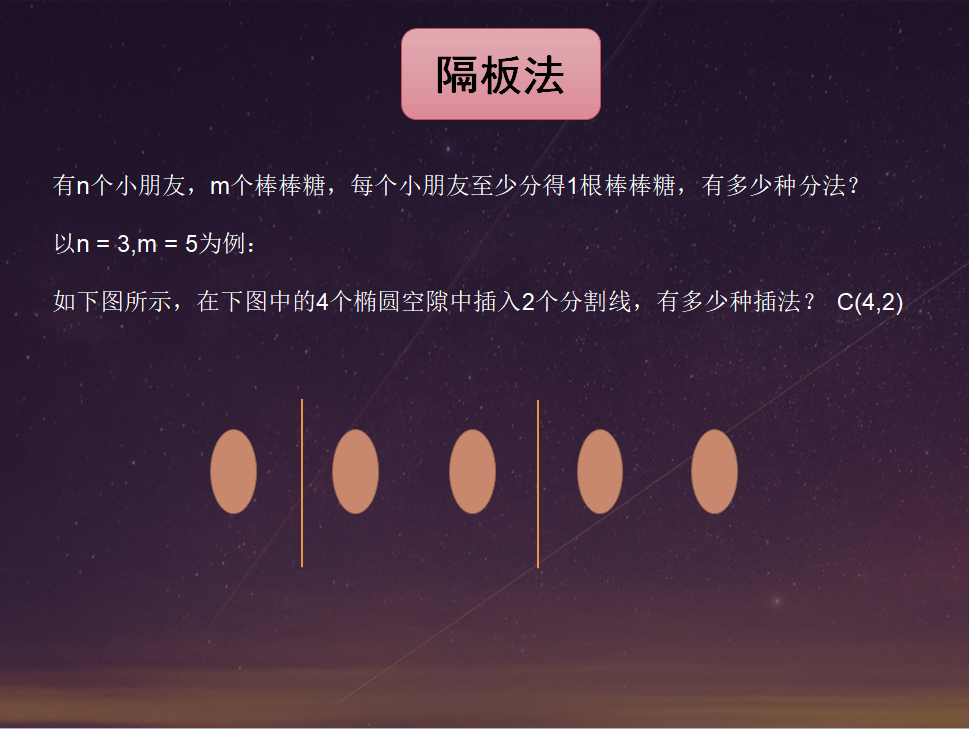 隔板法
有n个小朋友，m个棒棒糖，每个小朋友至少分得1根棒棒糖，有多少种分法？
以n = 3,m = 5为例：
如下图所示，在下图中的4个椭圆空隙中插入2个分割线，有多少种插法？ C(4,2)